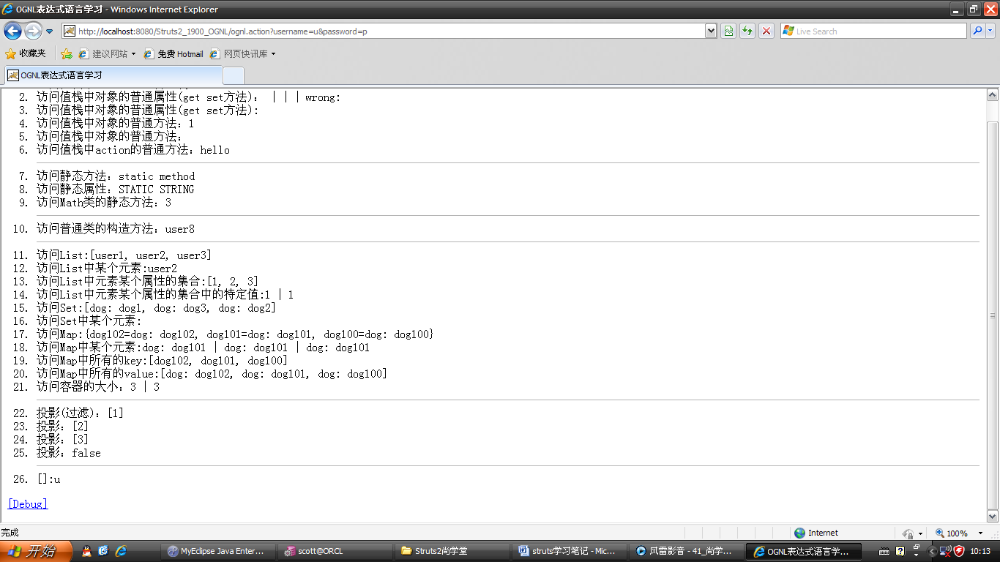 OGNL表达式语言学习 - Windows Internet Explorer
http://localhost:8080/Struts2_1900_OGNL/ognl.action?username=u&password=p
Live Search
收藏夹 建议网站 免费 Hotmail 网页快讯库
OGNL表达式语言学习
2. 访问值栈中对象的普通属性(get set方法): | | | wrong:
3. 访问值栈中对象的普通属性(get set方法):
4. 访问值栈中对象的普通方法：1
5. 访问值栈中对象的普通方法：
6. 访问值栈中action的普通方法：hello
7. 访问静态方法：static method
8. 访问静态属性：STATIC STRING
9. 访问Math类的静态方法：3
10. 访问普通类的构造方法：user8
11. 访问List:[user1, user2, user3]
12. 访问List中某个元素:user2
13. 访问List中元素某个属性的集合:[1, 2, 3]
14. 访问List中元素某个属性的集合中的特定值:1 | 1
15. 访问Set:[dog: dog1, dog: dog3, dog: dog2]
16. 访问Set中某个元素:
17. 访问Map:{dog102=dog: dog102, dog101=dog: dog101, dog100=dog: dog100}
18. 访问Map中某个元素:dog: dog101 | dog: dog101 | dog: dog101
19. 访问Map中所有的key:[dog102, dog101, dog100]
20. 访问Map中所有的value:[dog: dog102, dog: dog101, dog: dog100]
21. 访问容器的大小：3 | 3
22. 投影(过滤)：[1]
23. 投影：[2]
24. 投影：[3]
25. 投影：false
26. []:u
[Debug]
完成 Internet 100%
开始 MyEclipse Java Enter... scott@ORCL Struts2尚学堂 struts学习笔记 - Mic... 风雷影音 - 41_尚学... OGNL表达式语言学... 10:13